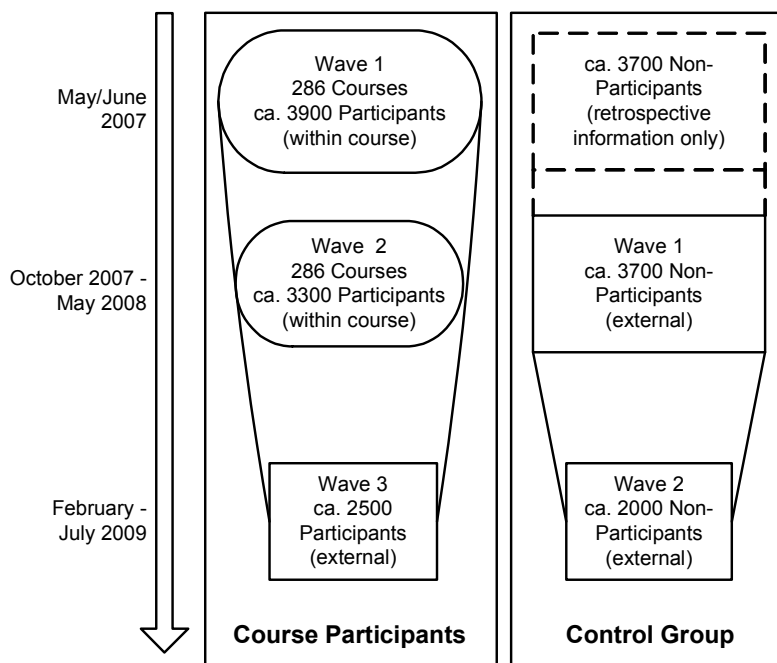 May/June
2007
Wave 1
286 Courses
ca. 3900 Participants
(within course)
ca. 3700 Non-
Participants
(retrospective
information only)
October 2007 -
May 2008
Wave 2
286 Courses
ca. 3300 Participants
(within course)
Wave 1
ca. 3700 Non-
Participants
(external)
February -
July 2009
Wave 3
ca. 2500
Participants
(external)
Wave 2
ca. 2000 Non-
Participants
(external)
Course Participants
Control Group